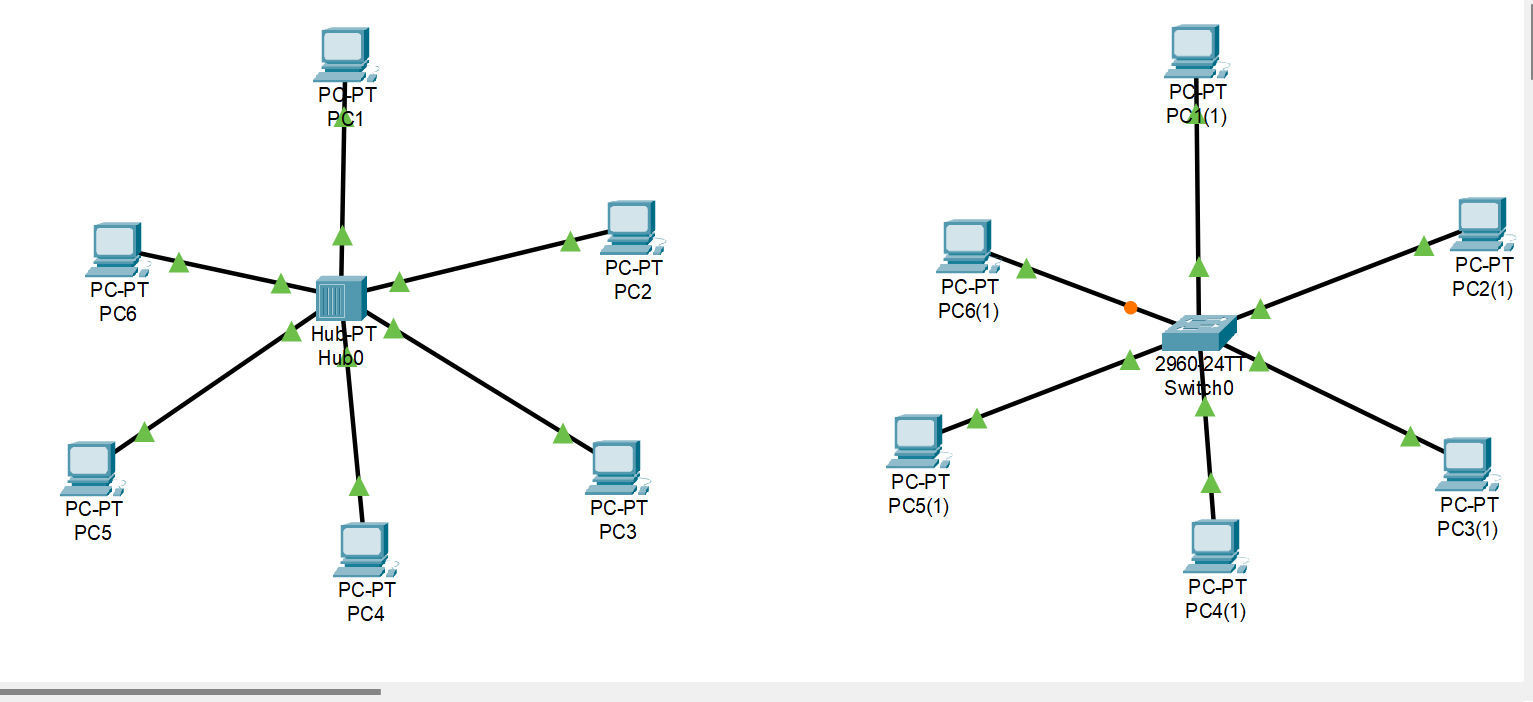 PC-PT
PC1
PC-PT
PC2
PC-PT
PC6
Hub-PT
Hub0
PC-PT
PC5
PC-PT
PC3
PC-PT
PC4
PC-PT
PC1(1)
PC-PT
PC2(1)
PC-PT
PC6(1)
2960-24TT
Switch0
PC-PT
PC5(1)
PC-PT
PC3(1)
PC-PT
PC4(1)